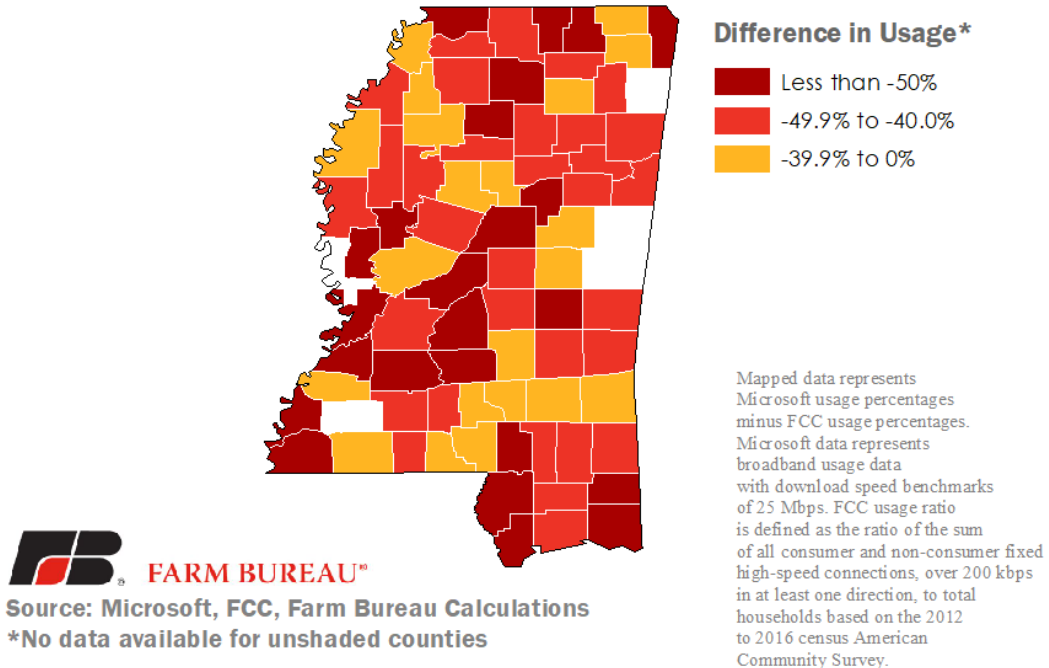 Difference in Usage*
Less than -50%
-49.9% to -40.0%
-39.9% to 0%
Mapped data represents
Microsoft usage percentages
minus FCC usage percentages.
Microsoft data represents
broadband usage data
with download speed benchmarks
of 25 Mbps. FCC usage ratio
is defined as the ratio of the sum
of all consumer and non-consumer fixed
high-speed connections, over 200 kbps
in at least one direction, to total
households based on the 2012
to 2016 census American
Community Survey.
FB® FARM BUREAU®
Source: Microsoft, FCC, Farm Bureau Calculations
*No data available for unshaded counties